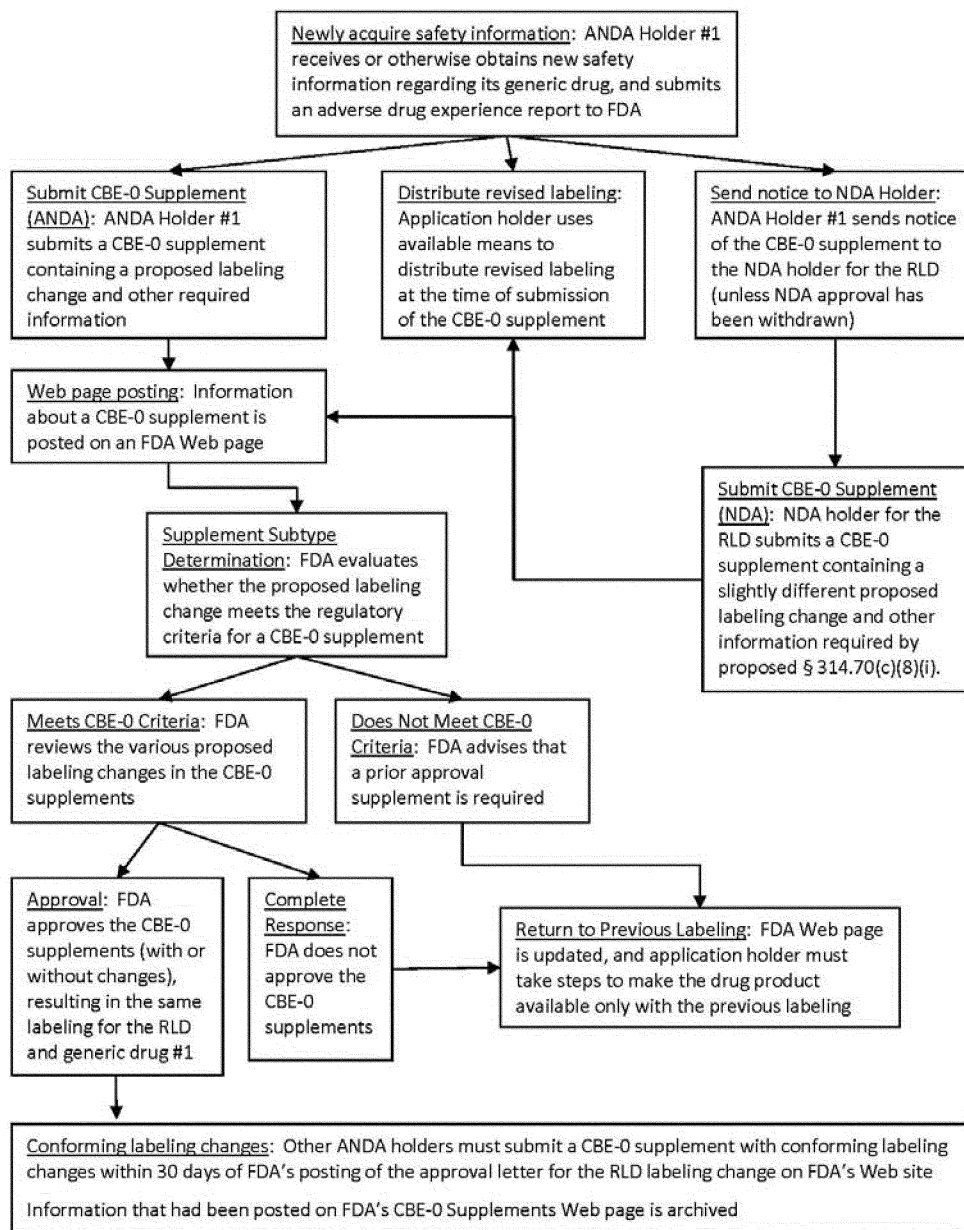 Newly acquire safety information: ANDA Holder #1
receives or otherwise obtains new safety
information regarding its generic drug, and submits
an adverse drug experience report to FDA
Submit CBE-0 Supplement
(ANDA): ANDA Holder #1
submits a CBE-0 supplement
containing a proposed labeling
change and other required
information
Distribute revised labeling:
Application holder uses
available means to
distribute revised labeling
at the time of submission
of the CBE-0 supplement
Send notice to NDA Holder:
ANDA Holder #1 sends notice
of the CBE-0 supplement to
the NDA holder for the RLD
(unless NDA approval has
been withdrawn)
Web page posting: Information
about a CBE-0 supplement is
posted on an FDA Web page
Submit CBE-0 Supplement
(NDA): NDA holder for the
RLD submits a CBE-0
supplement containing a
slightly different proposed
labeling change and other
information required by
proposed § 314.70(c)(8)(i).
Supplement Subtype
Determination: FDA evaluates
whether the proposed labeling
change meets the regulatory
criteria for a CBE-0 supplement
Meets CBE-0 Criteria: FDA
reviews the various proposed
labeling changes in the CBE-0
supplements
Does Not Meet CBE-0
Criteria: FDA advises that
a prior approval
supplement is required
Approval: FDA
approves the CBE-0
supplements (with or
without changes),
resulting in the same
labeling for the RLD
and generic drug #1
Complete
Response:
FDA does not
approve the
CBE-0
supplements
Return to Previous Labeling: FDA Web page
is updated, and application holder must
take steps to make the drug product
available only with the previous labeling
Conforming labeling changes: Other ANDA holders must submit a CBE-0 supplement with conforming labeling
changes within 30 days of FDA's posting of the approval letter for the RLD labeling change on FDA's Web site
Information that had been posted on FDA's CBE-0 Supplements Web page is archived